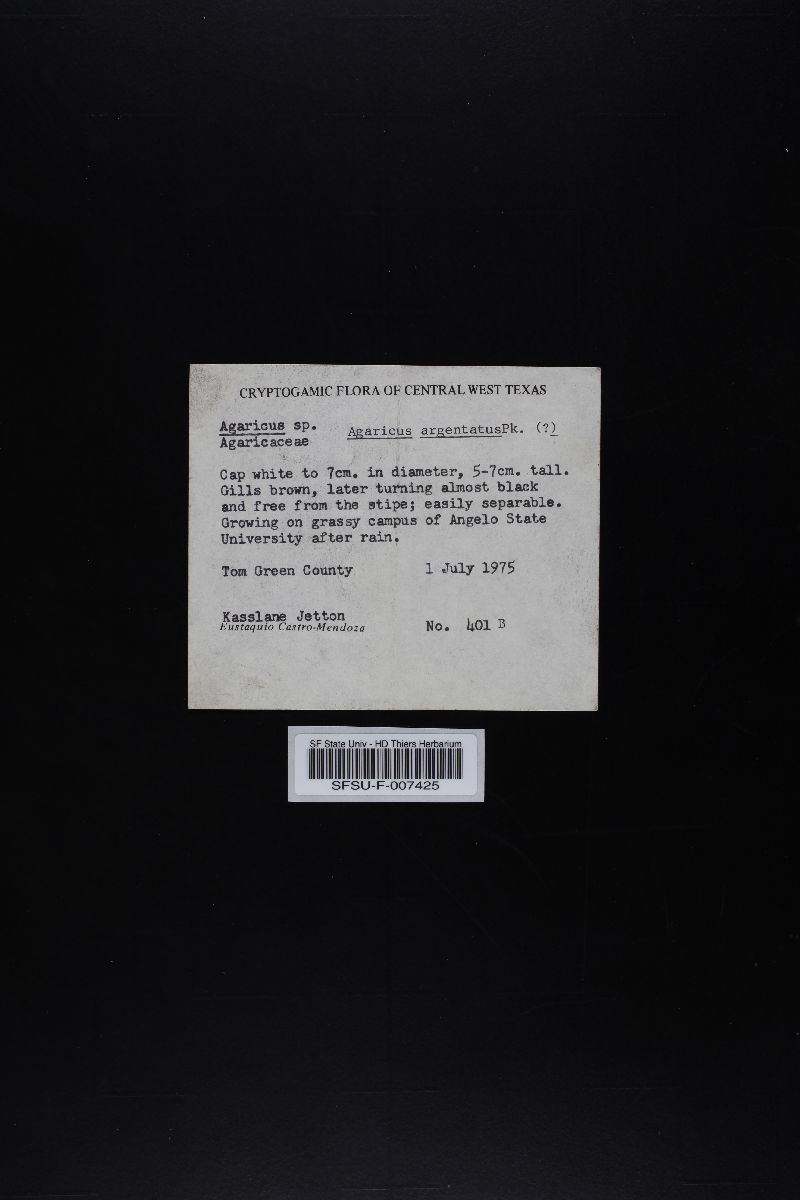 CRYPTOGAMIC FLORA OF CENTRAL WEST TEXAS
Agaricus sp. Agaricus argentatusPk. (?)
Agaricaceae
Cap white to 7cm. in diameter, 5-7cm. tall.
Gills brown, later turning almost black
and free from the stipe; easily separable.
Growing on grassy campus of Angelo State
University after rain.
Tom Green County 1 July 1975
Kasslane Jetton
Eustaquio Castro-Mendoza
No. 401 B
SF State Univ - HD Thiers Herbarium
SFSU-F-007425